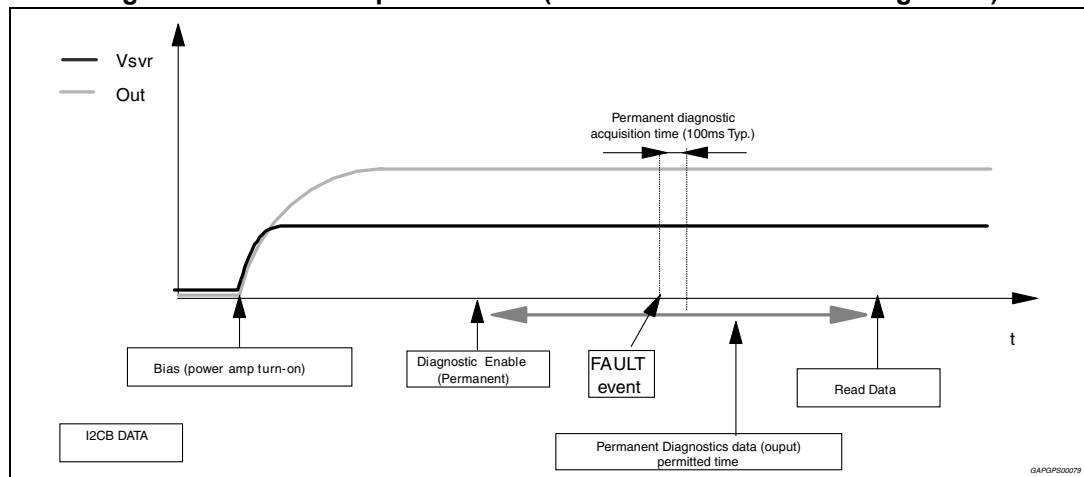 Vsvr
Out
Permanent diagnostic
acquisition time (100ms Typ.)
t
Bias (power amp turn-on)
Diagnostic Enable
(Permanent)
FAULT
event
Read Data
I2CB DATA
Permanent Diagnostics data (ouput)
permitted time
GAPGPS00079